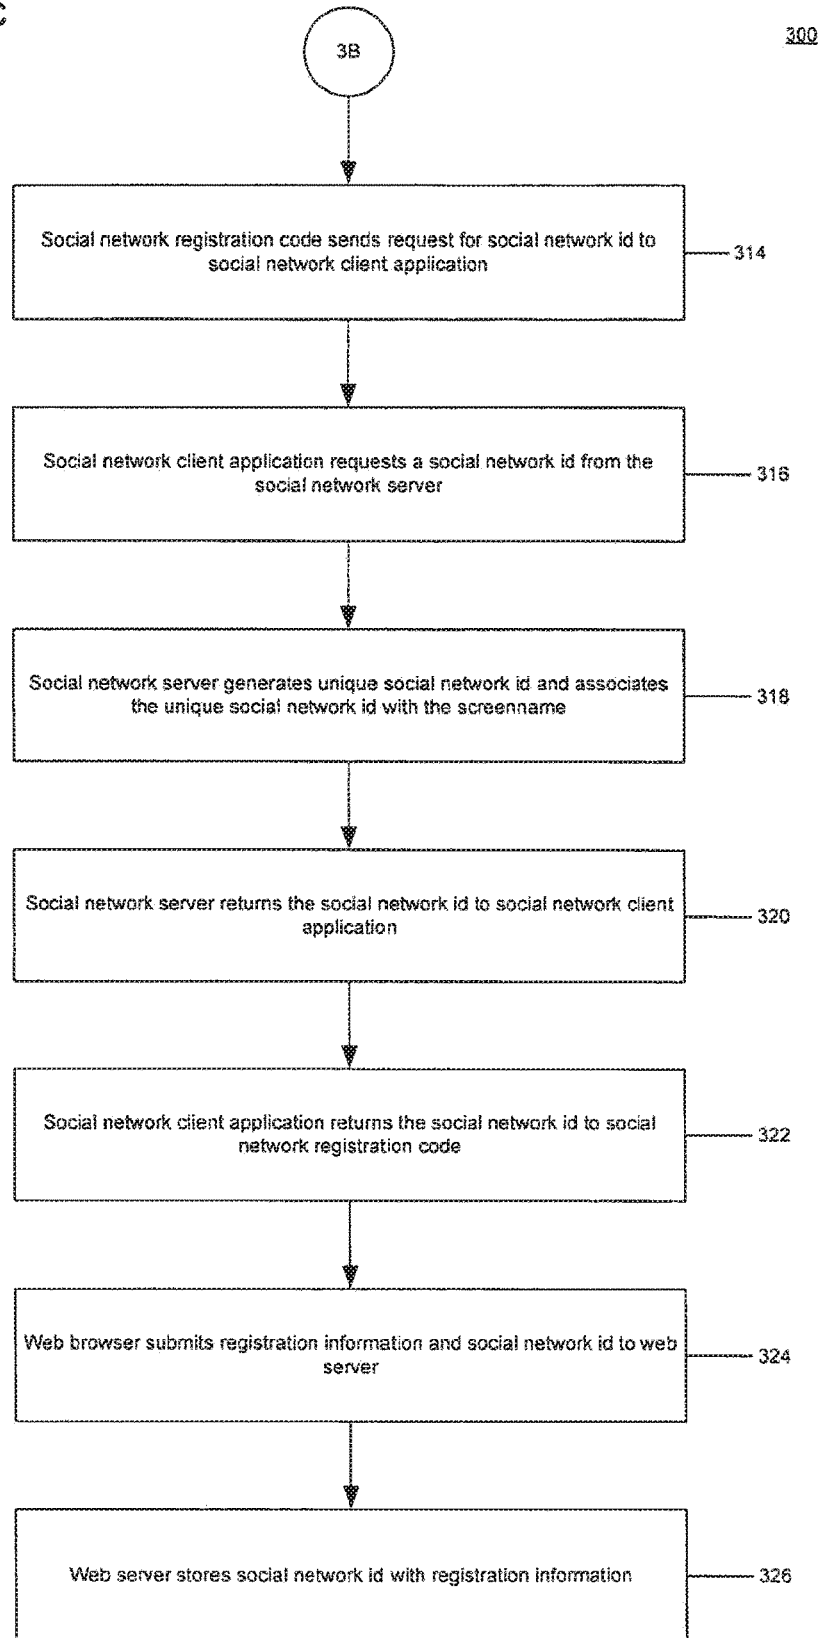 3B
300
Social network registration code sends request for social network id to
social network client application
314
Social network client application requests a social network id from the
social network server
316
Social network server generates unique social network id and associates
the unique social network id with the screenname
318
Social network server returns the social network id to social network client
application
320
Social network client application returns the social network id to social
network registration code
322
Web browser submits registration information and social network id to web
server
324
Web server stores social network id with registration information
326